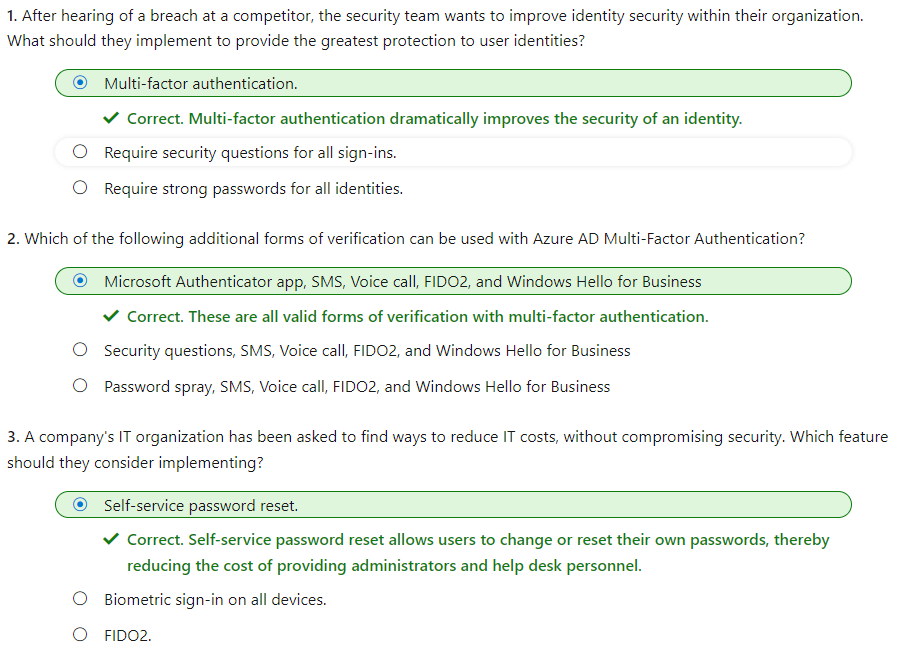 1. After hearing of a breach at a competitor, the security team wants to improve identity security within their organization.
What should they implement to provide the greatest protection to user identities?
Multi-factor authentication.
Correct. Multi-factor authentication dramatically improves the security of an identity.
Require security questions for all sign-ins.
Require strong passwords for all identities.
2. Which of the following additional forms of verification can be used with Azure AD Multi-Factor Authentication?
Microsoft Authenticator app, SMS, Voice call, FIDO2, and Windows Hello for Business
Correct. These are all valid forms of verification with multi-factor authentication.
Security questions, SMS, Voice call, FIDO2, and Windows Hello for Business
Password spray, SMS, Voice call, FIDO2, and Windows Hello for Business
3. A company's IT organization has been asked to find ways to reduce IT costs, without compromising security. Which feature
should they consider implementing?
Self-service password reset.
Correct. Self-service password reset allows users to change or reset their own passwords, thereby
reducing the cost of providing administrators and help desk personnel.
Biometric sign-in on all devices.
FIDO2.